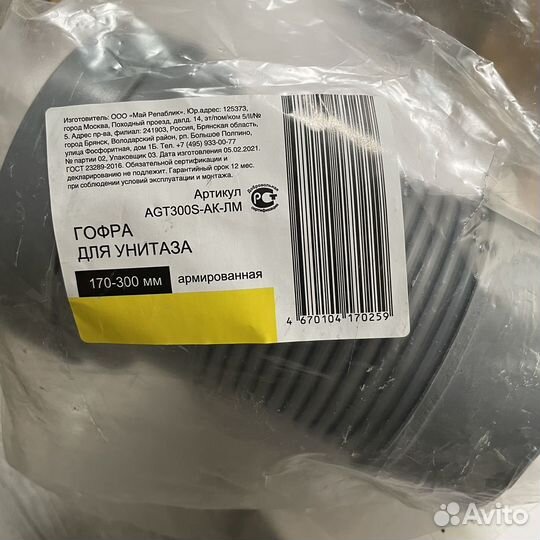 Изготовитель: ООО «Май Репаблик», Юр.адрес: 125373,
город Москва, Походный проезд, двлд. 14, эт/пом/ком 5/II/№
5. Адрес пр-ва, филиал: 241903, Россия, Брянская область,
город Брянск, Володарский район, рп. Большое Полпино,
улица Фосфоритная, дом 1Б. Тел. +7 (495) 933-00-77
№ партии 02, Упаковщик 03. Дата изготовления 05.02.2021.
ГОСТ 23289-2016. Обязательной сертификации и
декларированию не подлежит. Гарантийный срок 12 мес.
при соблюдении условий эксплуатации и монтажа.
Артикул
AGT300S-АК-ЛМ
Добровольная
сертификация
ГОФРА
ДЛЯ УНИТАЗА
170-300 мм армированная
4 670104 170259
Avito